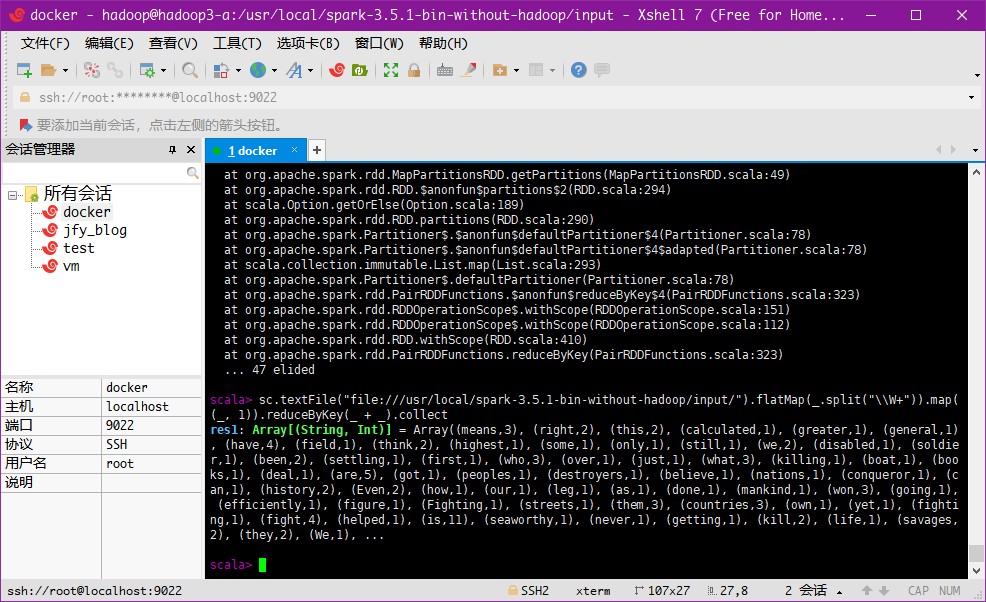 docker - hadoop@hadoop3-a:/usr/local/spark-3.5.1-bin-without-hadoop/input - Xshell 7 (Free for Home...
文件(F) 编辑(E) 查看(V) 工具(T) 选项卡(B) 窗口(W) 帮助(H)
ssh://root:********@localhost:9022
要添加当前会话，点击左侧的箭头按钮。
会话管理器
1 docker × +
所有会话
docker
jfy_blog
test
vm
名称 docker
主机 localhost
端口 9022
协议 SSH
用户名 root
说明
at org.apache.spark.rdd.MapPartitionsRDD.getPartitions(MapPartitionsRDD.scala:49)
at org.apache.spark.rdd.RDD.$anonfun$partitions$2(RDD.scala:294)
at scala.Option.getOrElse(Option.scala:189)
at org.apache.spark.rdd.RDD.partitions(RDD.scala:290)
at org.apache.spark.Partitioner$.$anonfun$defaultPartitioner$4(Partitioner.scala:78)
at org.apache.spark.Partitioner$.$anonfun$defaultPartitioner$4$adapted(Partitioner.scala:78)
at scala.collection.immutable.List.map(List.scala:293)
at org.apache.spark.Partitioner$.defaultPartitioner(Partitioner.scala:78)
at org.apache.spark.rdd.PairRDDFunctions.$anonfun$reduceByKey$4(PairRDDFunctions.scala:323)
at org.apache.spark.rdd.RDDOperationScope$.withScope(RDDOperationScope.scala:151)
at org.apache.spark.rdd.RDDOperationScope$.withScope(RDDOperationScope.scala:112)
at org.apache.spark.rdd.RDD.withScope(RDD.scala:410)
at org.apache.spark.rdd.PairRDDFunctions.reduceByKey(PairRDDFunctions.scala:323)
... 47 elided
scala> sc.textFile("file:///usr/local/spark-3.5.1-bin-without-hadoop/input/").flatMap(_.split("\\W+")).map(
(_, 1)).reduceByKey(_ + _).collect
res1: Array[(String, Int)] = Array((means,3), (right,2), (this,2), (calculated,1), (greater,1), (general,1)
, (have,4), (field,1), (think,2), (highest,1), (some,1), (only,1), (still,1), (we,2), (disabled,1), (soldie
r,1), (been,2), (settling,1), (first,1), (who,3), (over,1), (just,1), (what,3), (killing,1), (boat,1), (boo
ks,1), (deal,1), (are,5), (got,1), (peoples,1), (destroyers,1), (believe,1), (nations,1), (conqueror,1), (c
an,1), (history,2), (Even,2), (how,1), (our,1), (leg,1), (as,1), (done,1), (mankind,1), (won,3), (going,1),
(efficiently,1), (figure,1), (Fighting,1), (streets,1), (them,3), (countries,3), (own,1), (yet,1), (fighti
ng,1), (fight,4), (helped,1), (is,11), (seaworthy,1), (never,1), (getting,1), (kill,2), (life,1), (savages,
2), (they,2), (We,1), ...
scala>
ssh://root@localhost:9022 SSH2 xterm 107x27 27,8 2 会话 CAP NUM